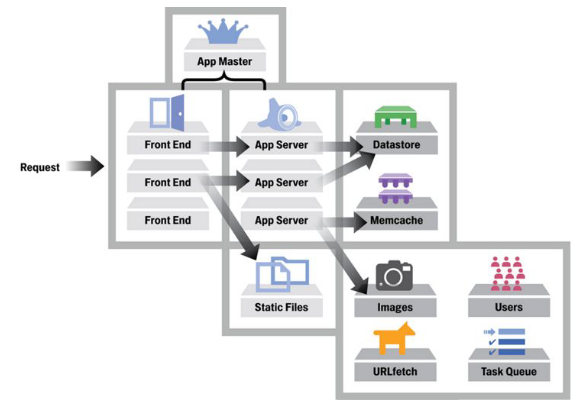 App Master
Front End
App Server
Datastore
Request
Front End
App Server
Front End
App Server
Memcache
Static Files
Images
Users
URLfetch
Task Queue